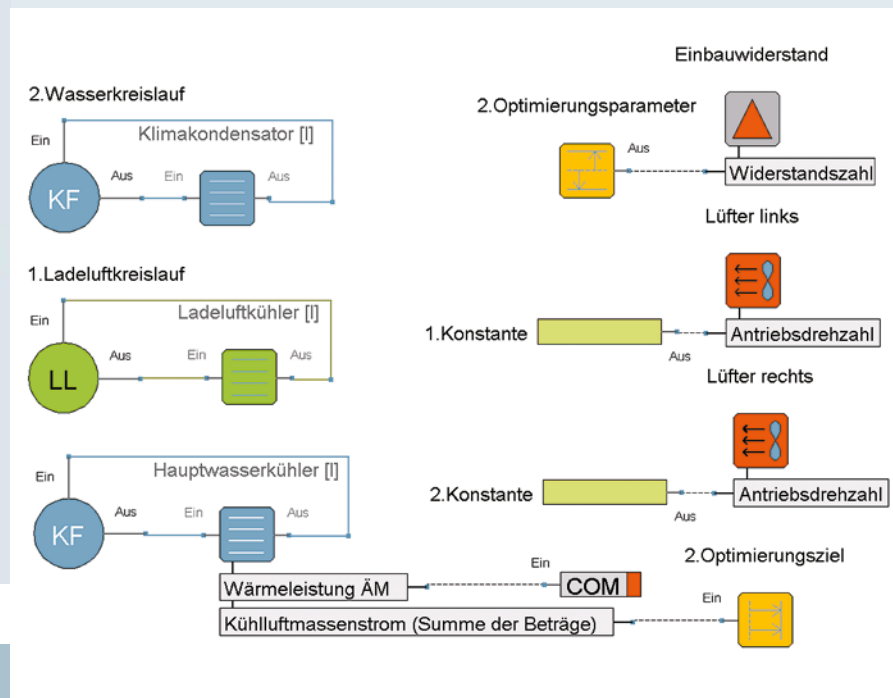 2.Wasserkreislauf
Klimakondensator [I]
Ein
Aus
Ein
Aus
KF
1.Ladeluftkreislauf
Ladeluftkühler [I]
Ein
Aus
Ein
Aus
LL
Hauptwasserkühler [I]
Ein
Aus
Ein
Aus
KF
Wärmeleistung ÄM
Ein
COM
Kühlluftmassenstrom (Summe der Beträge)
Einbauwiderstand
2.Optimierungsparameter
Aus
Widerstandszahl
Lüfter links
1.Konstante
Aus
Antriebsdrehzahl
Lüfter rechts
2.Konstante
Aus
Antriebsdrehzahl
2.Optimierungsziel
Ein